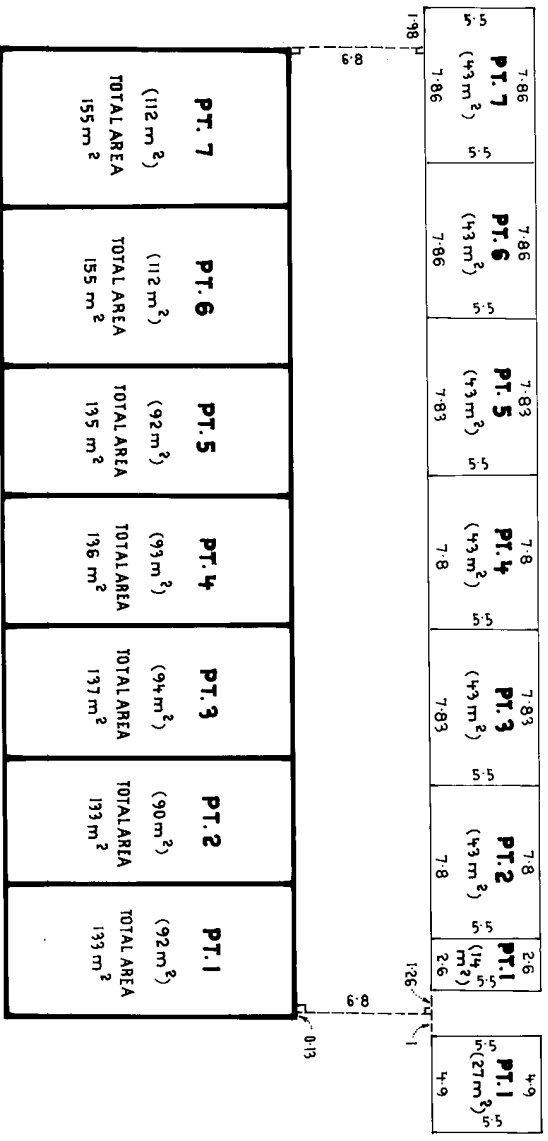 5·5
7·86
PT. 7
(43 m²)
7·86
5·5
1·98
6·8
PT. 7
(112 m²)
TOTAL AREA
155 m²
7·86
PT. 6
(43 m²)
7·86
5·5
PT. 6
(112 m²)
TOTAL AREA
155 m²
7·83
PT. 5
(43 m²)
7·83
5·5
PT. 5
(92 m²)
TOTAL AREA
135 m²
7·8
PT. 4
(43 m²)
7·8
5·5
PT. 4
(93 m²)
TOTAL AREA
136 m²
7·83
PT. 3
(43 m²)
7·83
5·5
PT. 3
(94 m²)
TOTAL AREA
137 m²
7·8
PT. 2
(43 m²)
7·8
5·5
PT. 2
(90 m²)
TOTAL AREA
133 m²
2·6
PT. 1
(14 m²)
2·6
5·5
1·26
1
6·8
0·13
PT. 1
(92 m²)
TOTAL AREA
133 m²
5·5
4·9
PT. 1
(27 m²)
4·9
5·5